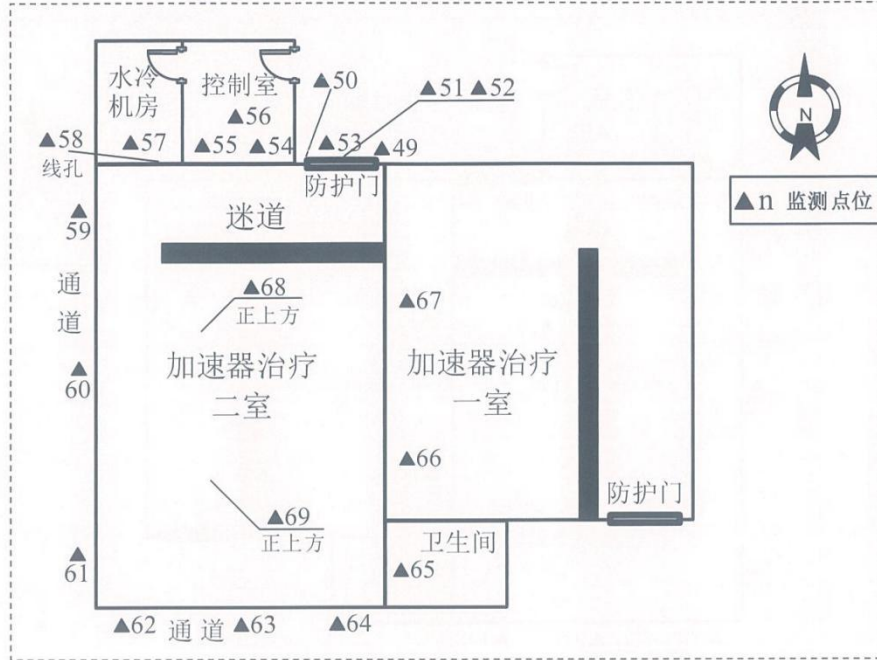 水冷
机房
控制室
▲50
▲51 ▲52
▲56
▲58
线孔
▲57
▲55
▲54
▲53
▲49
防护门
N
▲n 监测点位
▲59
迷道
通道
▲68
正上方
▲67
加速器治疗
二室
加速器治疗
一室
▲60
▲66
防护门
▲69
正上方
卫生间
▲61
▲65
▲62
通道
▲63
▲64